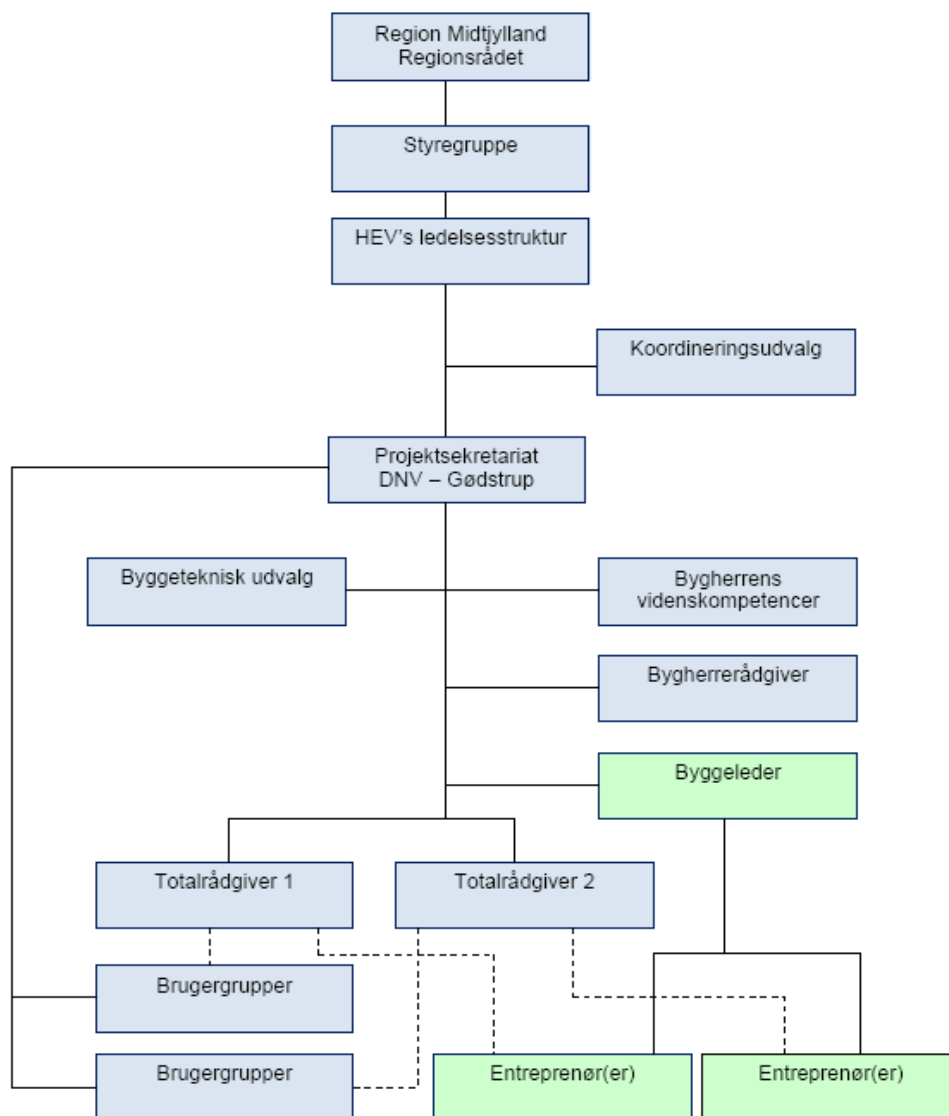 Region Midtjylland
Regionsrådet
Styregruppe
HEV's ledelsesstruktur
Koordineringsudvalg
Projektsekretariat
DNV – Gødstrup
Byggeteknisk udvalg
Bygherrens
videnskompetencer
Bygherrerådgiver
Byggeleder
Totalrådgiver 1
Totalrådgiver 2
Brugergrupper
Brugergrupper
Entreprenør(er)
Entreprenør(er)